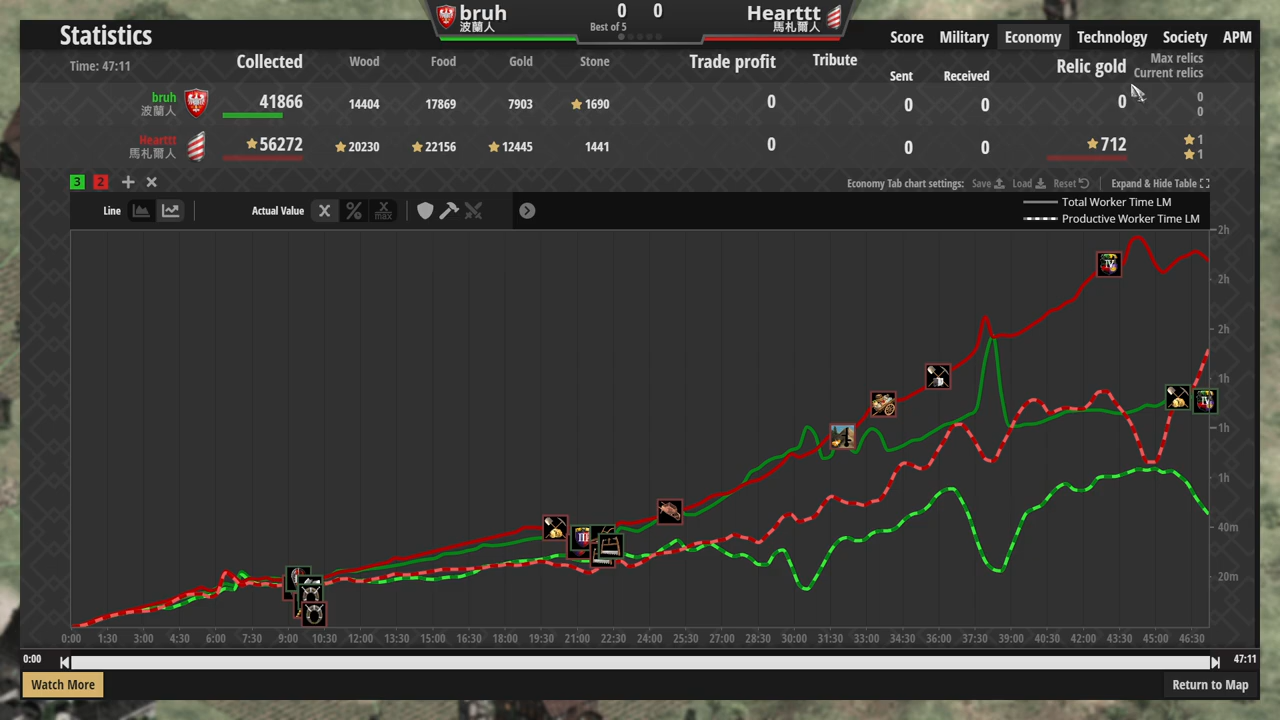 bruh
波蘭人
0 0
Best of 5
Hearttt
馬札爾人
Statistics
Score Military Economy Technology Society APM
Time: 47:11
Collected Wood Food Gold Stone Trade profit Tribute Sent Received Relic gold Max relics
Current relics
bruh
波蘭人
41866 14404 17869 7903 1690 0 0 0 0 0
0
Hearttt
馬札爾人
56272 20230 22156 12445 1441 0 0 0 712 1
1
3 2
Economy Tab chart settings: Save Load Reset Expand & Hide Table
Line Actual Value X % x/max
Total Worker Time LM
Productive Worker Time LM
2h
2h
2h
1h
1h
1h
40m
20m
IV
IV
III
0:00 1:30 3:00 4:30 6:00 7:30 9:00 10:30 12:00 13:30 15:00 16:30 18:00 19:30 21:00 22:30 24:00 25:30 27:00 28:30 30:00 31:30 33:00 34:30 36:00 37:30 39:00 40:30 42:00 43:30 45:00 46:30
0:00 47:11
Watch More Return to Map